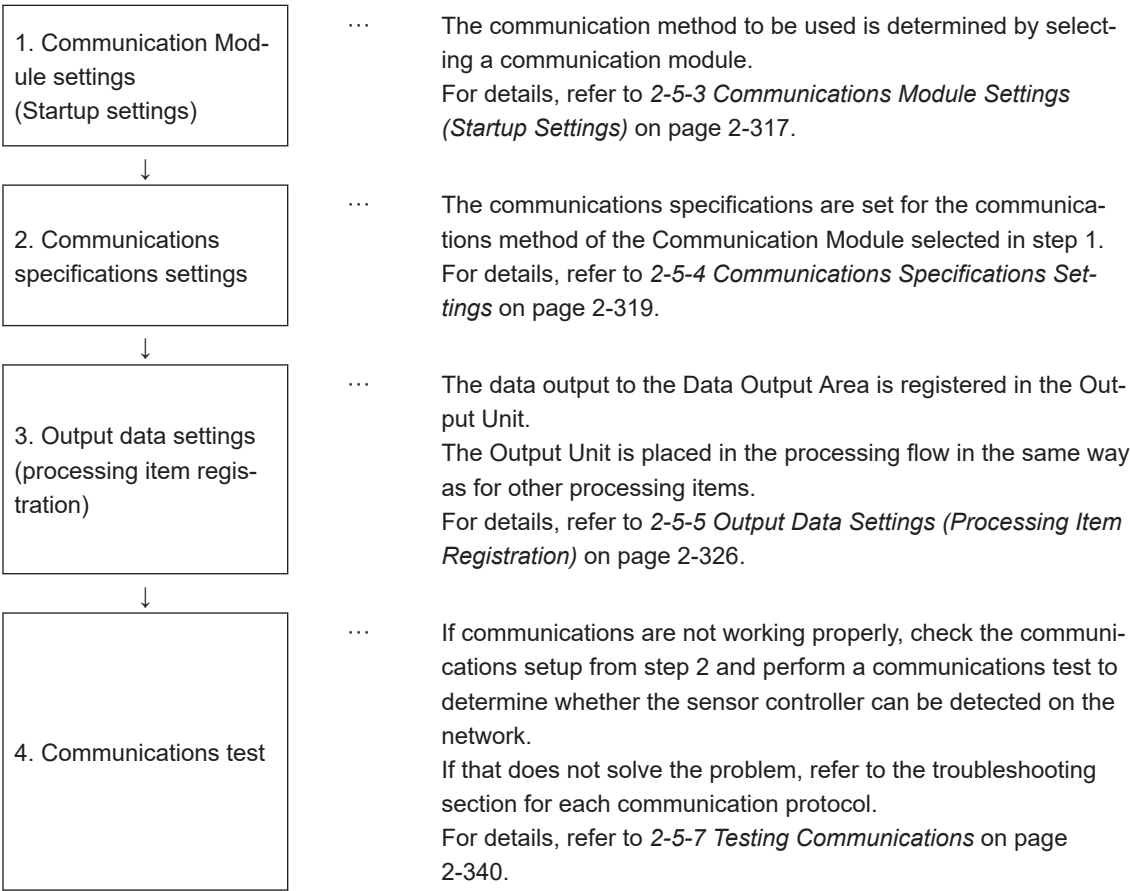 1. Communication Mod-
ule settings
(Startup settings)
… The communication method to be used is determined by select-
ing a communication module.
For details, refer to 2-5-3 Communications Module Settings
(Startup Settings) on page 2-317.
↓
2. Communications
specifications settings
… The communications specifications are set for the communica-
tions method of the Communication Module selected in step 1.
For details, refer to 2-5-4 Communications Specifications Set-
tings on page 2-319.
↓
3. Output data settings
(processing item regis-
tration)
… The data output to the Data Output Area is registered in the Out-
put Unit.
The Output Unit is placed in the processing flow in the same way
as for other processing items.
For details, refer to 2-5-5 Output Data Settings (Processing Item
Registration) on page 2-326.
↓
4. Communications test
… If communications are not working properly, check the communi-
cations setup from step 2 and perform a communications test to
determine whether the sensor controller can be detected on the
network.
If that does not solve the problem, refer to the troubleshooting
section for each communication protocol.
For details, refer to 2-5-7 Testing Communications on page
2-340.